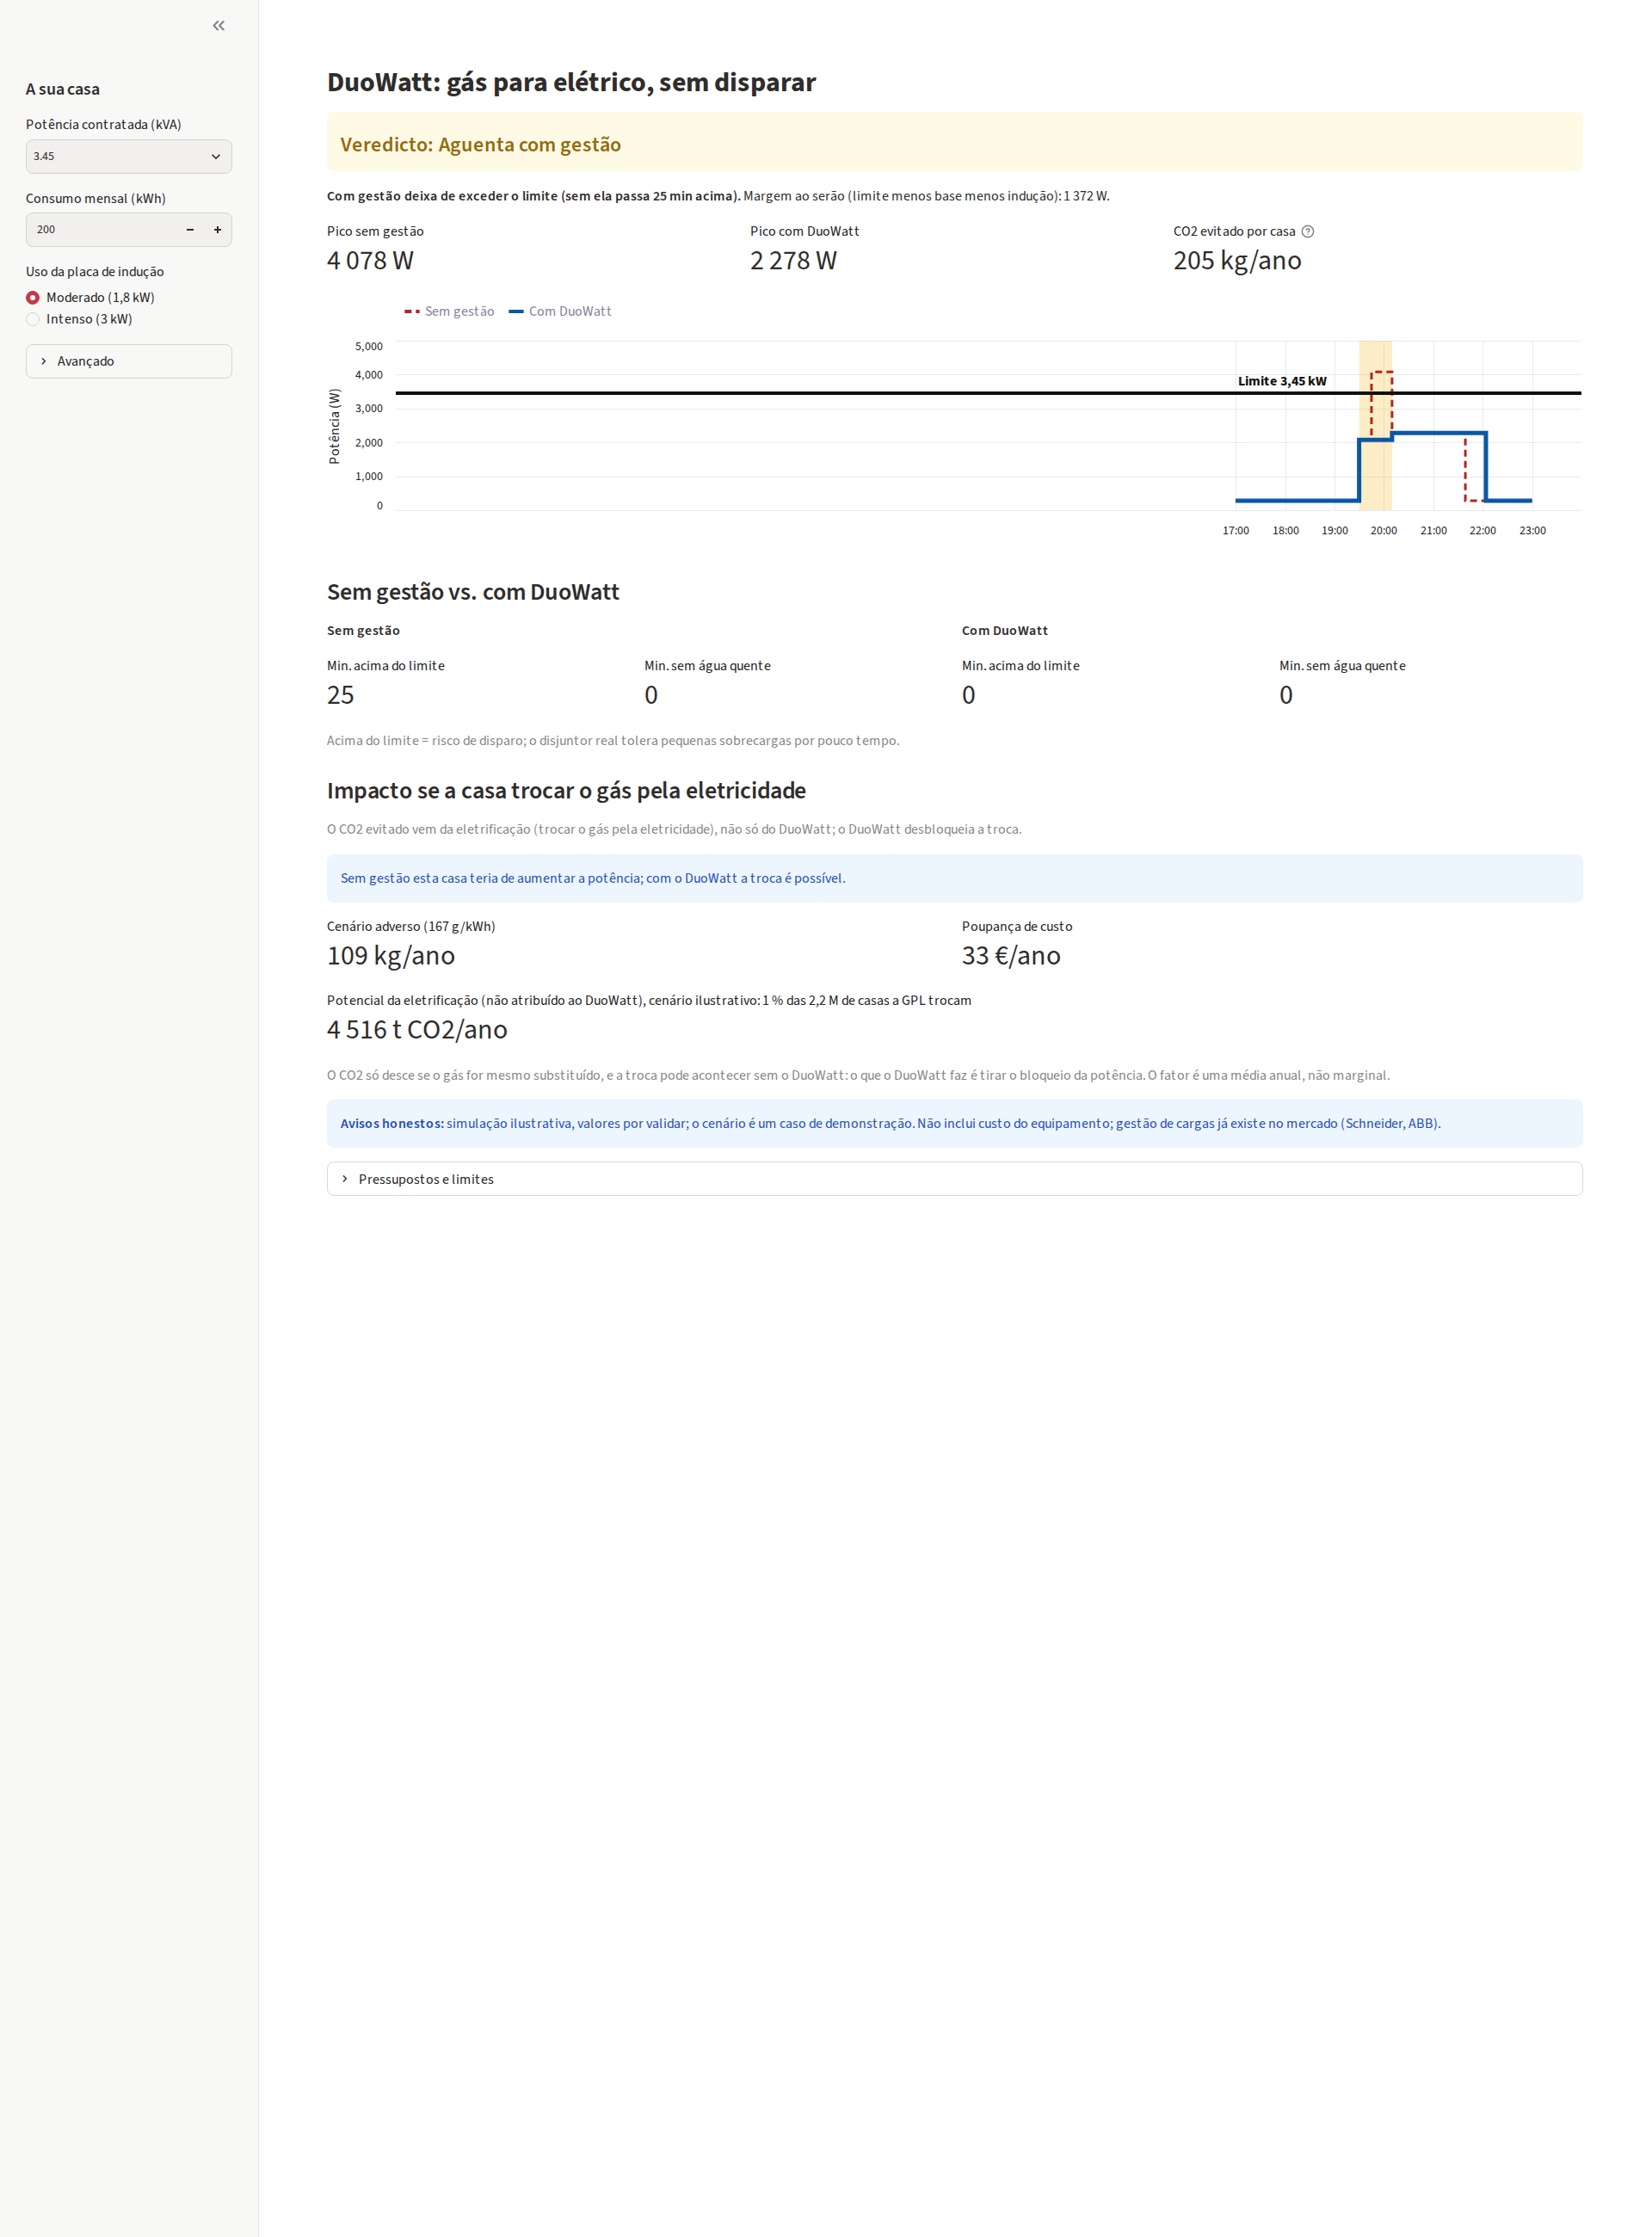 A sua casa
Potência contratada (kVA)
3.45
Consumo mensal (kWh)
200
Uso da placa de indução
Moderado (1,8 kW)
Intenso (3 kW)
Avançado
DuoWatt: gás para elétrico, sem disparar
Veredicto: Aguenta com gestão
Com gestão deixa de exceder o limite (sem ela passa 25 min acima). Margem ao serão (limite menos base menos indução): 1 372 W.
Pico sem gestão
4 078 W
Pico com DuoWatt
2 278 W
CO2 evitado por casa
205 kg/ano
Sem gestão Com DuoWatt
Potência (W)
5,000
4,000
3,000
2,000
1,000
0
Limite 3,45 kW
17:00 18:00 19:00 20:00 21:00 22:00 23:00
Sem gestão vs. com DuoWatt
Sem gestão
Min. acima do limite
25
Min. sem água quente
0
Com DuoWatt
Min. acima do limite
0
Min. sem água quente
0
Acima do limite = risco de disparo; o disjuntor real tolera pequenas sobrecargas por pouco tempo.
Impacto se a casa trocar o gás pela eletricidade
O CO2 evitado vem da eletrificação (trocar o gás pela eletricidade), não só do DuoWatt; o DuoWatt desbloqueia a troca.
Sem gestão esta casa teria de aumentar a potência; com o DuoWatt a troca é possível.
Cenário adverso (167 g/kWh)
109 kg/ano
Poupança de custo
33 €/ano
Potencial da eletrificação (não atribuído ao DuoWatt), cenário ilustrativo: 1 % das 2,2 M de casas a GPL trocam
4 516 t CO2/ano
O CO2 só desce se o gás for mesmo substituído, e a troca pode acontecer sem o DuoWatt: o que o DuoWatt faz é tirar o bloqueio da potência. O fator é uma média anual, não marginal.
Avisos honestos: simulação ilustrativa, valores por validar; o cenário é um caso de demonstração. Não inclui custo do equipamento; gestão de cargas já existe no mercado (Schneider, ABB).
Pressupostos e limites